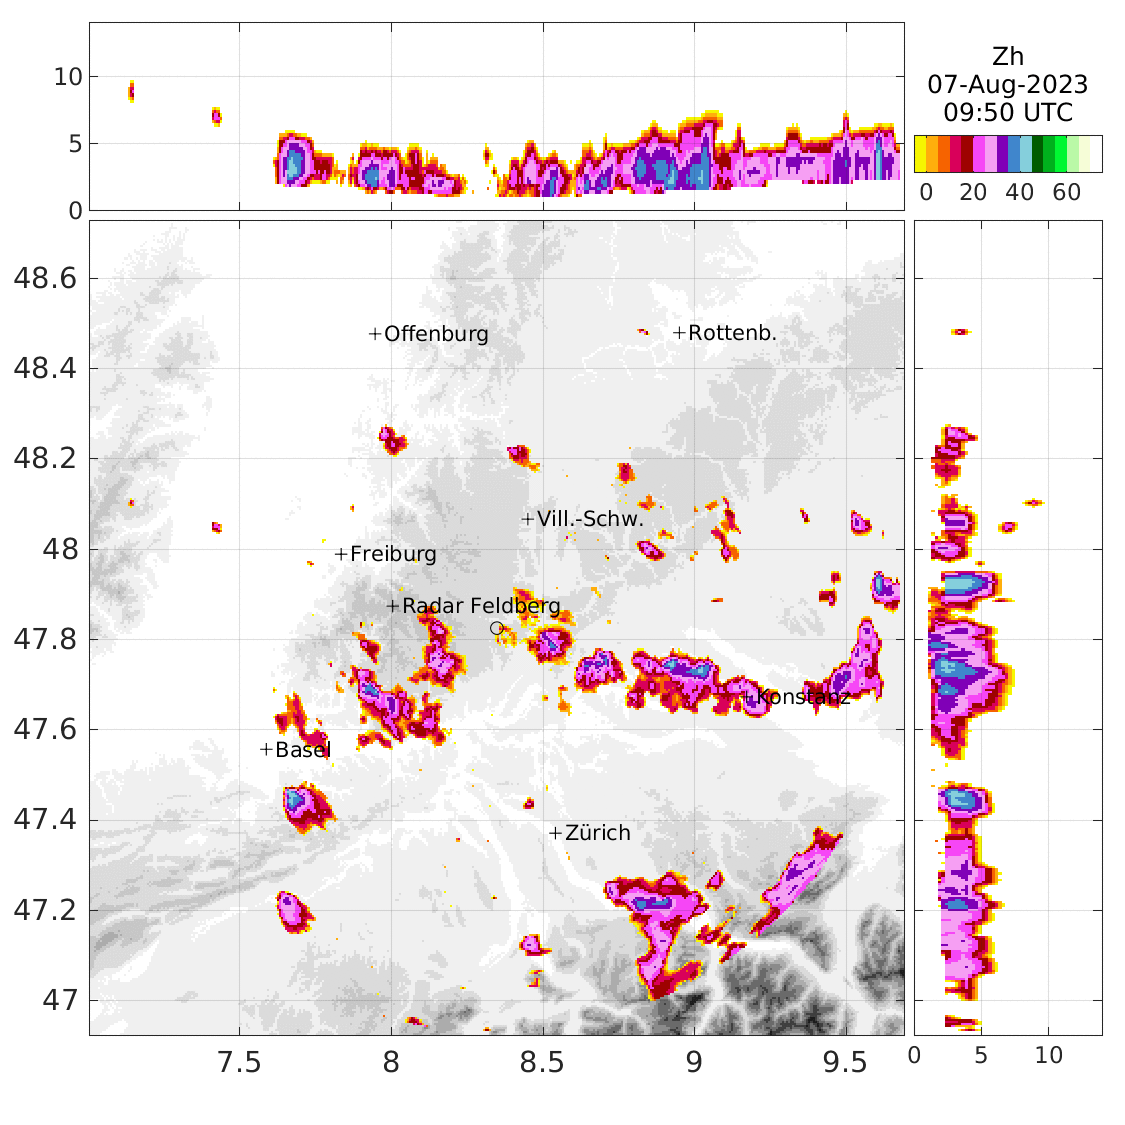 10
5
0
Zh
07-Aug-2023
09:50 UTC
0 20 40 60
48.6
48.4
48.2
48
47.8
47.6
47.4
47.2
47
Offenburg
Rottenb.
Vill.-Schw.
Freiburg
Radar Feldberg
Konstanz
Basel
Zürich
7.5 8 8.5 9 9.5
0 5 10